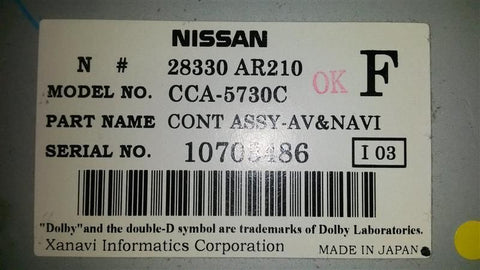 NISSAN
N # 28330 AR210
OK F
MODEL NO. CCA-5730C
PART NAME CONT ASSY-AV&NAVI
SERIAL NO. I 03
"Dolby"and the double-D symbol are trademarks of Dolby Laboratories.
Xanavi Informatics Corporation MADE IN JAPAN